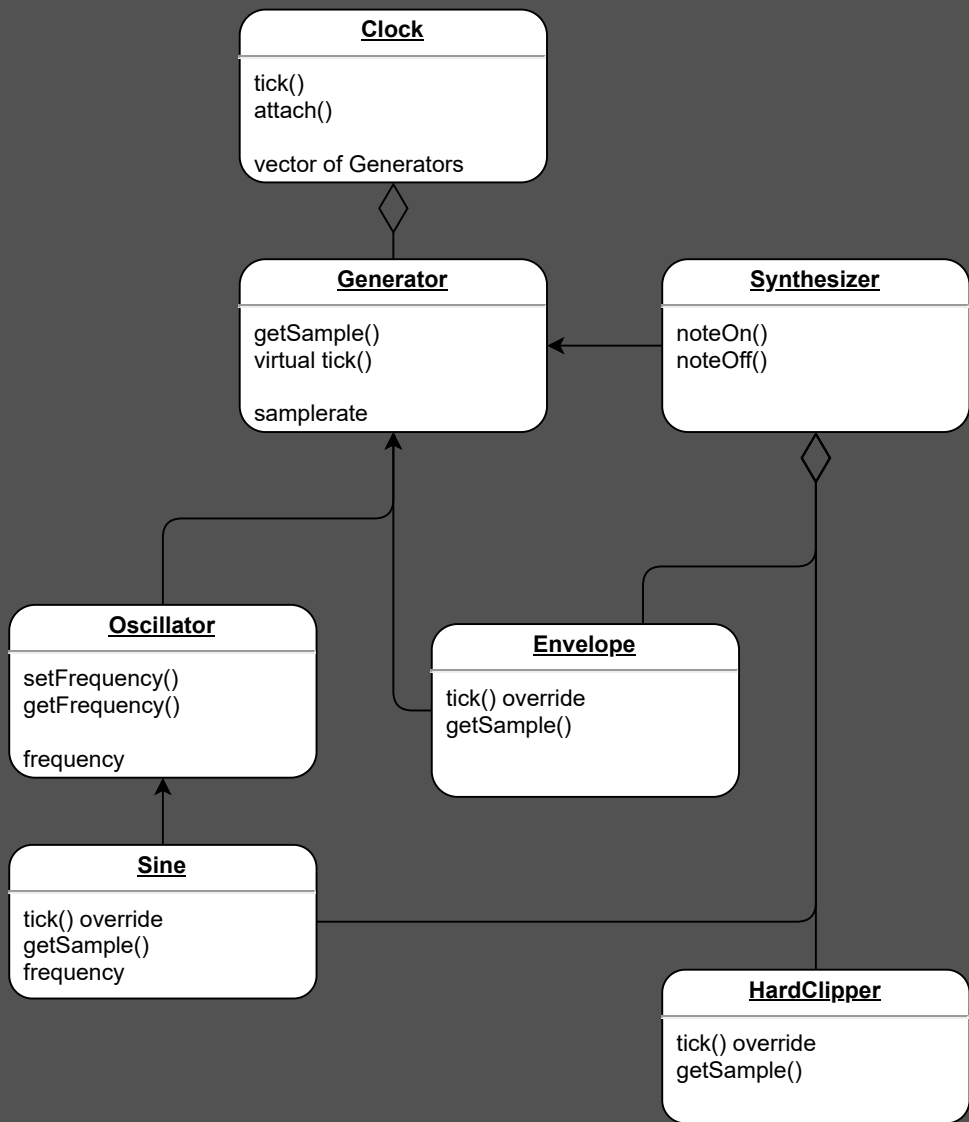 Clock
tick()
attach()
vector of Generators
Generator
getSample()
virtual tick()
samplerate
Synthesizer
noteOn()
noteOff()
Oscillator
setFrequency()
getFrequency()
frequency
Envelope
tick() override
getSample()
Sine
tick() override
getSample()
frequency
HardClipper
tick() override
getSample()